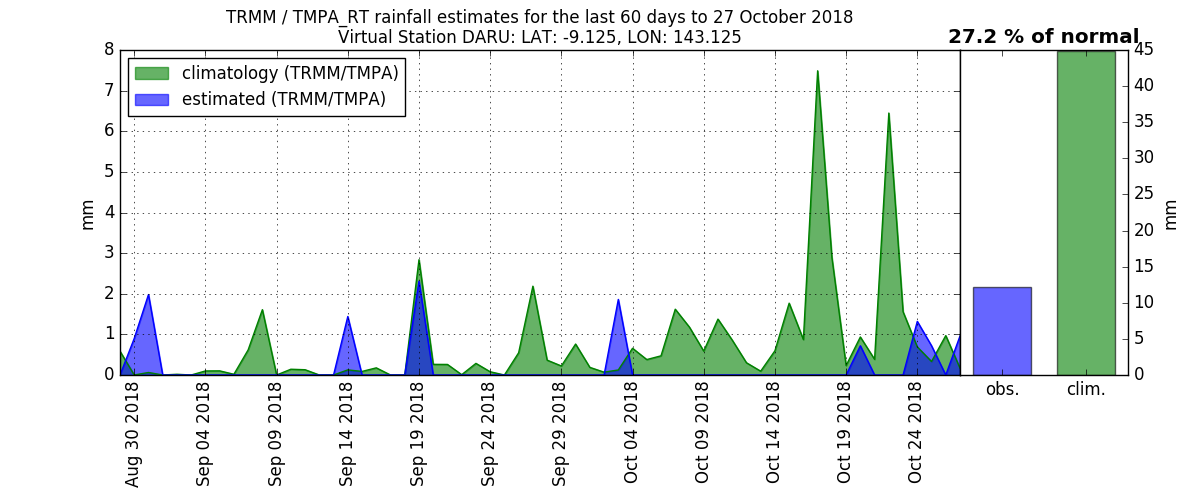 TRMM / TMPA_RT rainfall estimates for the last 60 days to 27 October 2018
Virtual Station DARU: LAT: -9.125, LON: 143.125
27.2 % of normal
climatology (TRMM/TMPA)
estimated (TRMM/TMPA)
8
7
6
5
4
3
2
1
0
mm
Aug 30 2018
Sep 04 2018
Sep 09 2018
Sep 14 2018
Sep 19 2018
Sep 24 2018
Sep 29 2018
Oct 04 2018
Oct 09 2018
Oct 14 2018
Oct 19 2018
Oct 24 2018
45
40
35
30
25
20
15
10
5
0
mm
obs.
clim.